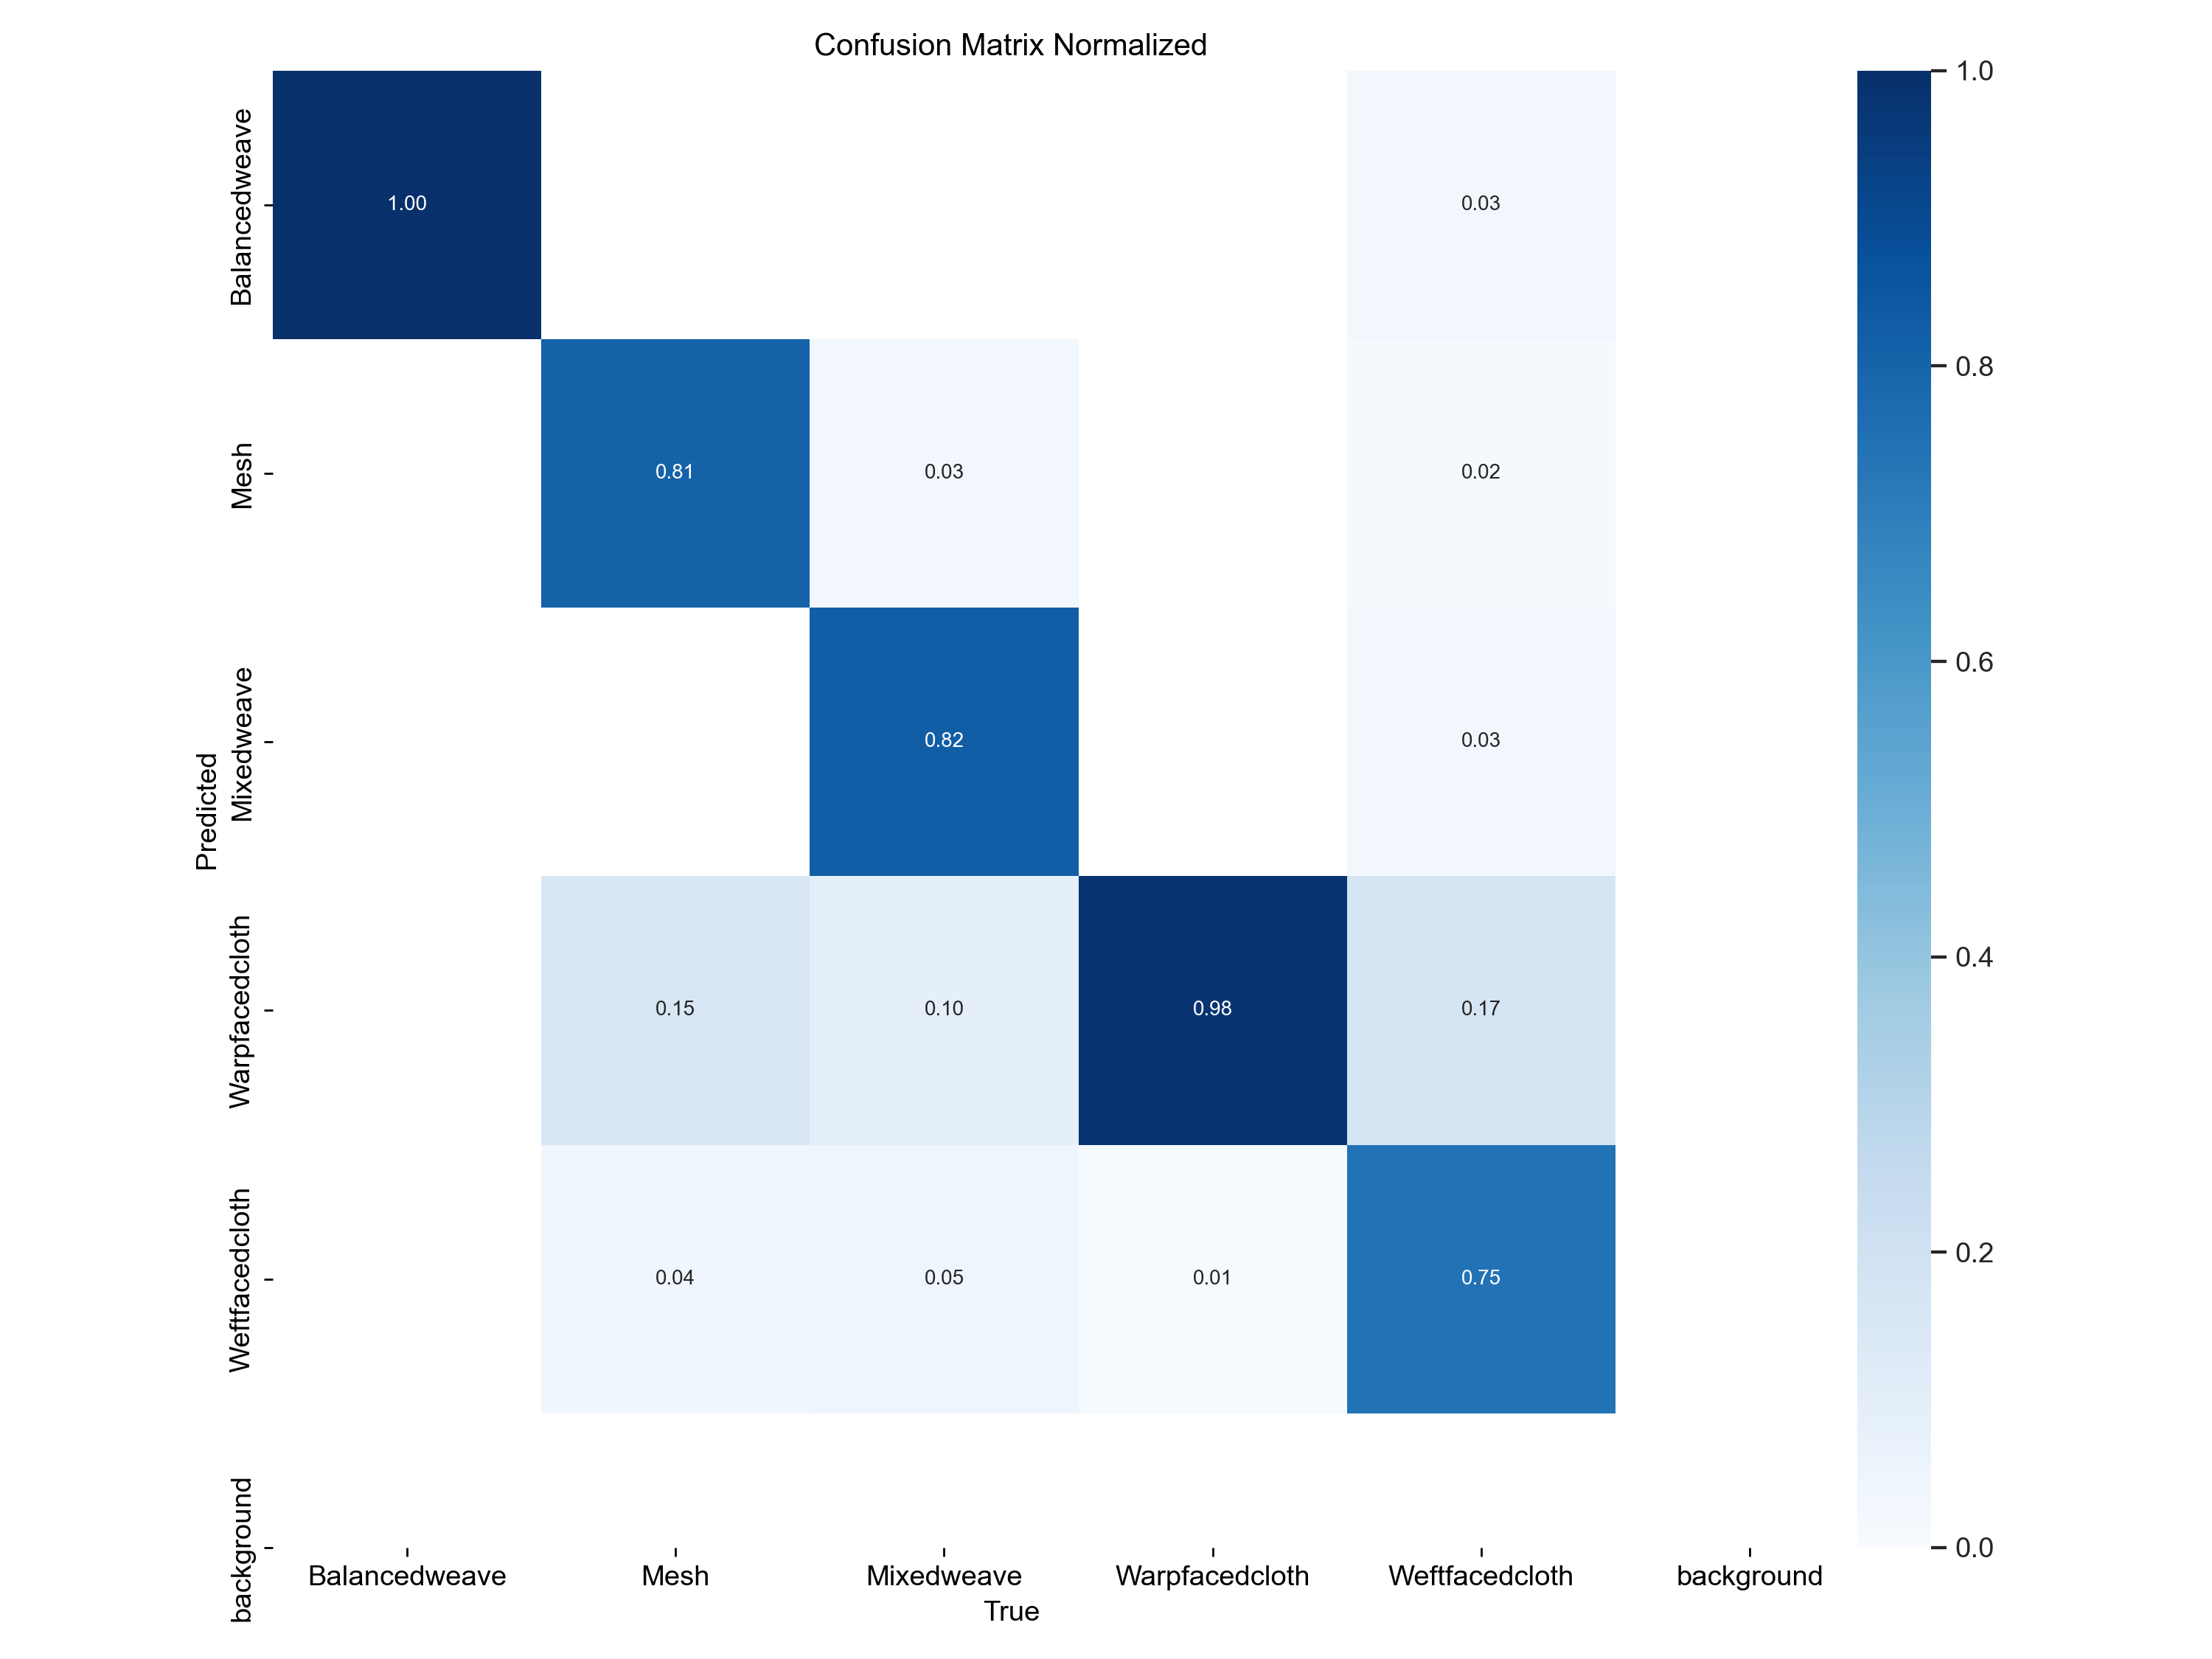 Confusion Matrix Normalized
Predicted
Balancedweave
1.00
0.03
Mesh
0.81
0.03
0.02
Mixedweave
0.82
0.03
Warpfacedcloth
0.15
0.10
0.98
0.17
Weftfacedcloth
0.04
0.05
0.01
0.75
background
Balancedweave
Mesh
Mixedweave
Warpfacedcloth
Weftfacedcloth
background
True
1.0
0.8
0.6
0.4
0.2
0.0